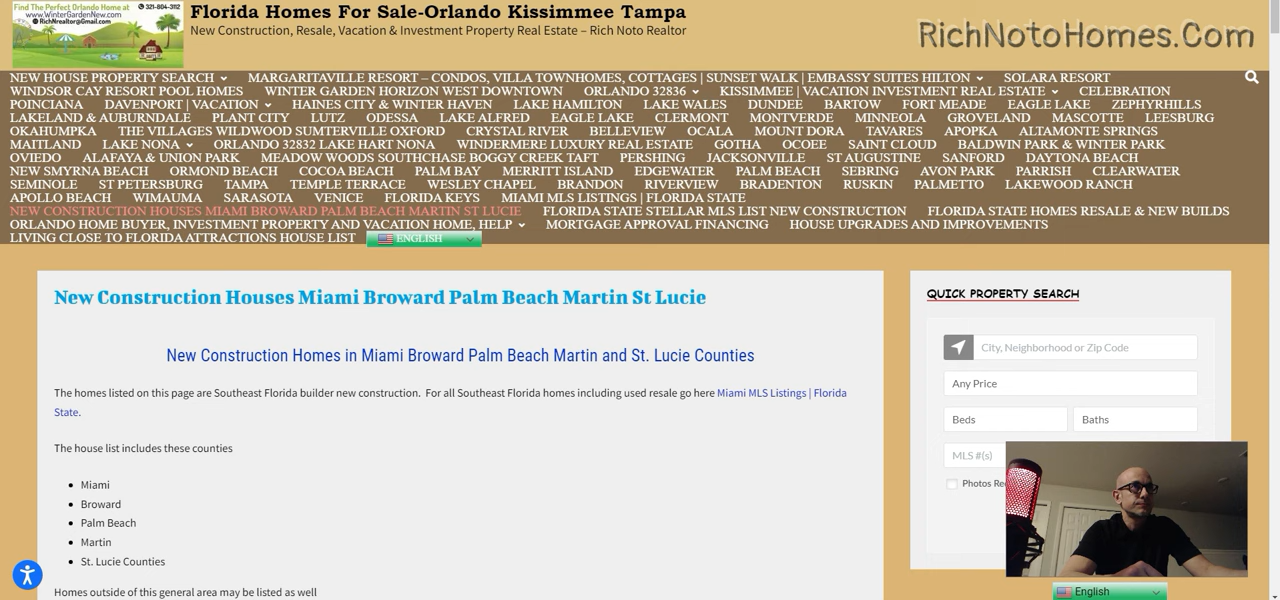 Find The Perfect Orlando Home at
www.WinterGardenNew.com
321-804-3112
RichNrealtor@Gmail.com
Florida Homes For Sale-Orlando Kissimmee Tampa
New Construction, Resale, Vacation & Investment Property Real Estate – Rich Noto Realtor
RichNotoHomes.Com
NEW HOUSE PROPERTY SEARCH MARGARITAVILLE RESORT – CONDOS, VILLA TOWNHOMES, COTTAGES | SUNSET WALK | EMBASSY SUITES HILTON SOLARA RESORT
WINDSOR CAY RESORT POOL HOMES WINTER GARDEN HORIZON WEST DOWNTOWN ORLANDO 32836 KISSIMMEE | VACATION INVESTMENT REAL ESTATE CELEBRATION
POINCIANA DAVENPORT | VACATION HAINES CITY & WINTER HAVEN LAKE HAMILTON LAKE WALES DUNDEE BARTOW FORT MEADE EAGLE LAKE ZEPHYRHILLS
LAKELAND & AUBURNDALE PLANT CITY LUTZ ODESSA LAKE ALFRED EAGLE LAKE CLERMONT MONTVERDE MINNEOLA GROVELAND MASCOTTE LEESBURG
OKAHUMPKA THE VILLAGES WILDWOOD SUMTERVILLE OXFORD CRYSTAL RIVER BELLEVIEW OCALA MOUNT DORA TAVARES APOPKA ALTAMONTE SPRINGS
MAITLAND LAKE NONA ORLANDO 32832 LAKE HART NONA WINDERMERE LUXURY REAL ESTATE GOTHA OCOEE SAINT CLOUD BALDWIN PARK & WINTER PARK
OVIEDO ALAFAYA & UNION PARK MEADOW WOODS SOUTHCHASE BOGGY CREEK TAFT PERSHING JACKSONVILLE ST AUGUSTINE SANFORD DAYTONA BEACH
NEW SMYRNA BEACH ORMOND BEACH COCOA BEACH PALM BAY MERRITT ISLAND EDGEWATER PALM BEACH SEBRING AVON PARK PARRISH CLEARWATER
SEMINOLE ST PETERSBURG TAMPA TEMPLE TERRACE WESLEY CHAPEL BRANDON RIVERVIEW BRADENTON RUSKIN PALMETTO LAKEWOOD RANCH
APOLLO BEACH WIMAUMA SARASOTA VENICE FLORIDA KEYS MIAMI MLS LISTINGS | FLORIDA STATE
NEW CONSTRUCTION HOUSES MIAMI BROWARD PALM BEACH MARTIN ST LUCIE FLORIDA STATE STELLAR MLS LIST NEW CONSTRUCTION FLORIDA STATE HOMES RESALE & NEW BUILDS
ORLANDO HOME BUYER, INVESTMENT PROPERTY AND VACATION HOME, HELP MORTGAGE APPROVAL FINANCING HOUSE UPGRADES AND IMPROVEMENTS
LIVING CLOSE TO FLORIDA ATTRACTIONS HOUSE LIST ENGLISH
New Construction Houses Miami Broward Palm Beach Martin St Lucie
New Construction Homes in Miami Broward Palm Beach Martin and St. Lucie Counties
The homes listed on this page are Southeast Florida builder new construction. For all Southeast Florida homes including used resale go here Miami MLS Listings | Florida
State.
The house list includes these counties
Miami
Broward
Palm Beach
Martin
St. Lucie Counties
Homes outside of this general area may be listed as well
QUICK PROPERTY SEARCH
City, Neighborhood or Zip Code
Any Price
Beds Baths
MLS #(s)
Photos Re
English